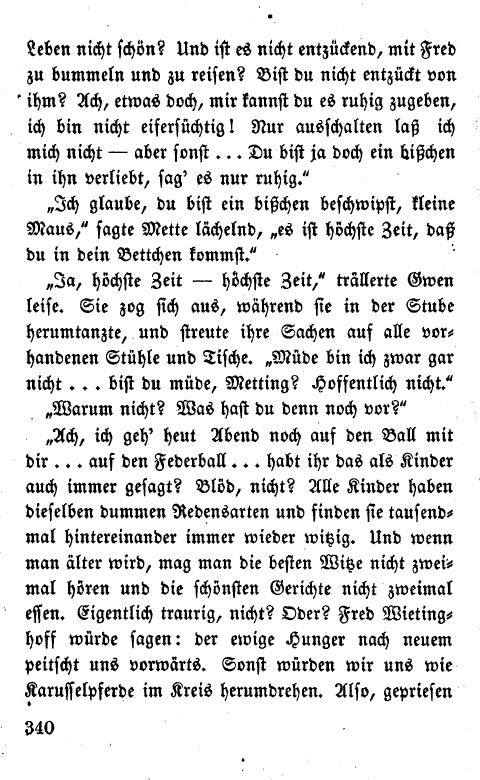 Leben nicht schön? Und ist es nicht entzückend, mit Fred
zu bummeln und zu reisen? Bist du nicht entzückt von
ihm? Ach, etwas doch, mir kannst du es ruhig zugeben,
ich bin nicht eifersüchtig! Nur ausschalten laß ich
mich nicht — aber sonst ... Du bist ja doch ein bißchen
in ihn verliebt, sag' es nur ruhig.“
„Ich glaube, du bist ein bißchen beschwipst, kleine
Maus,“ sagte Mette lächelnd, „es ist höchste Zeit, daß
du in dein Bettchen kommst.“
„Ja, höchste Zeit — höchste Zeit,“ trällerte Gwen
leise. Sie zog sich aus, während sie in der Stube
herumtanzte, und streute ihre Sachen auf alle vor-
handenen Stühle und Tische. „Müde bin ich zwar gar
nicht ... bist du müde, Metting? Hoffentlich nicht.“
„Warum nicht? Was hast du denn noch vor?“
„Ach, ich geh' heut Abend noch auf den Ball mit
dir ... auf den Federball ... habt ihr das als Kinder
auch immer gesagt? Blöd, nicht? Alle Kinder haben
dieselben dummen Redensarten und finden sie tausend-
mal hintereinander immer wieder witzig. Und wenn
man älter wird, mag man die besten Witze nicht zwei-
mal hören und die schönsten Gerichte nicht zweimal
essen. Eigentlich traurig, nicht? Oder? Fred Wieting-
hoff würde sagen: der ewige Hunger nach neuem
peitscht uns vorwärts. Sonst würden wir uns wie
Karusselpferde im Kreis herumdrehen. Also, gepriesen
340